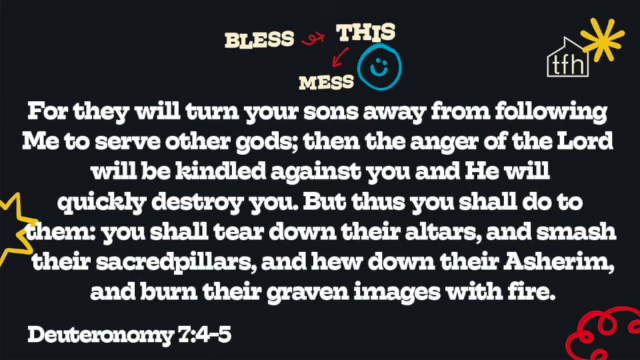 BLESS THIS
MESS
tfh
For they will turn your sons away from following
Me to serve other gods; then the anger of the Lord
will be kindled against you and He will
quickly destroy you. But thus you shall do to
them: you shall tear down their altars, and smash
their sacredpillars, and hew down their Asherim,
and burn their graven images with fire.
Deuteronomy 7:4-5